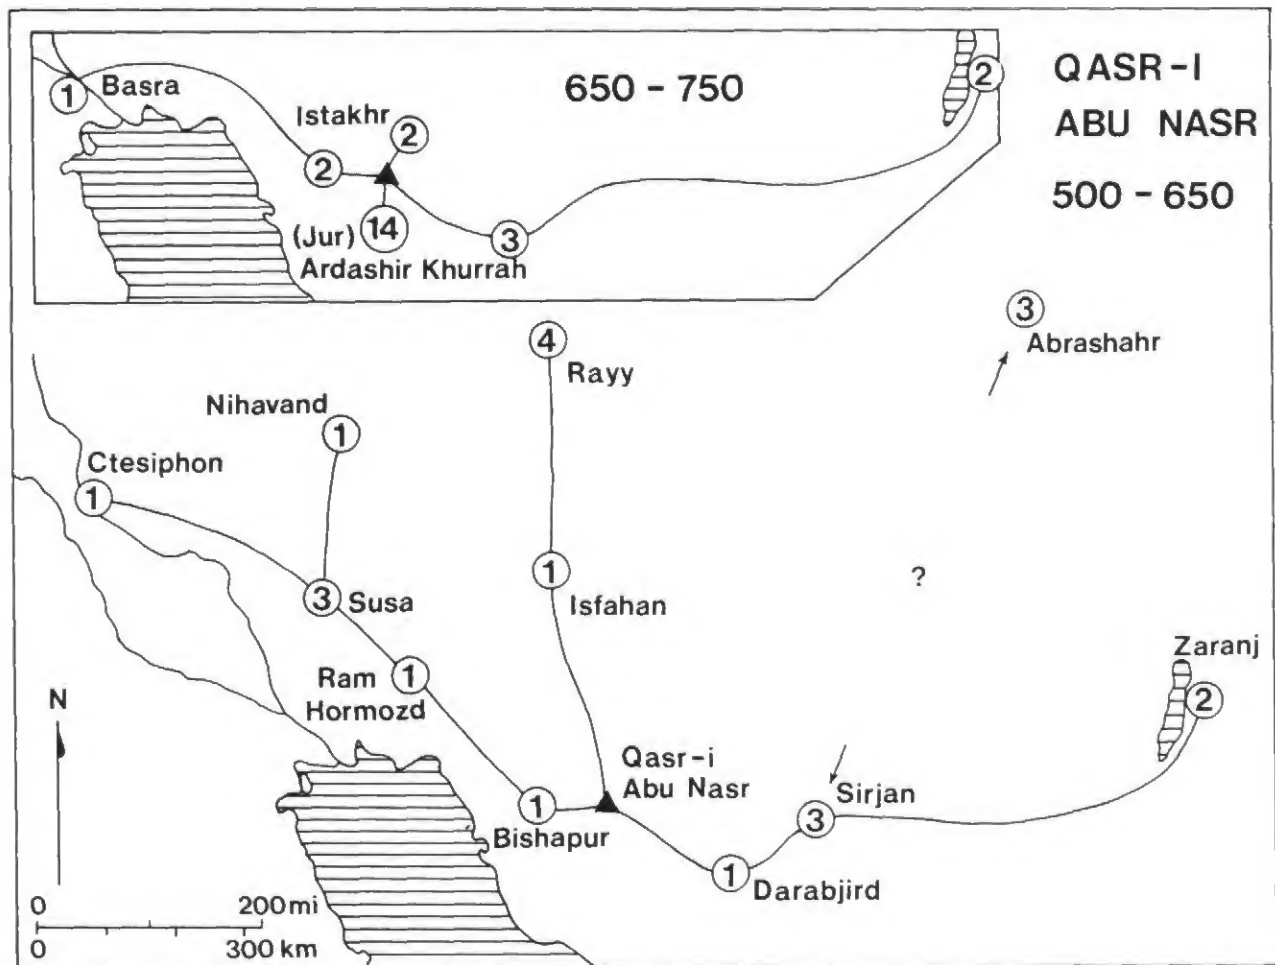 QASR-I
ABU NASR
500 - 650
650 - 750
1
Basra
Istakhr
2
2
14
(Jur)
Ardashir Khurrah
3
2
3
Abrashahr
4
Rayy
Nihavand
1
Ctesiphon
1
3
Susa
1
Isfahan
?
Zaranj
2
Ram
Hormozd
1
N
Qasr-i
Abu Nasr
1
Bishapur
Sirjan
3
1
Darabjird
0
200 mi
0
300 km